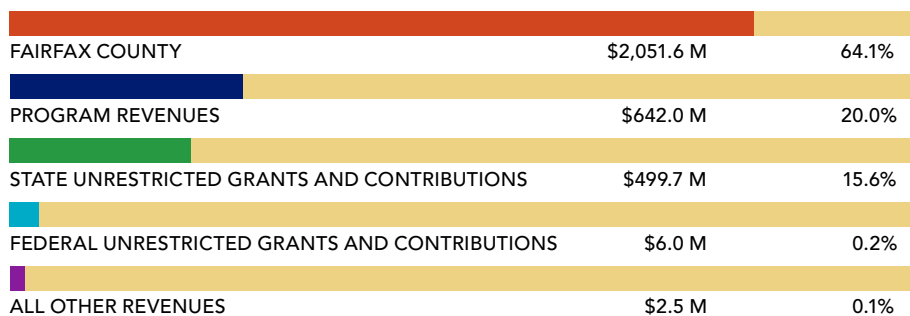 FAIRFAX COUNTY $2,051.6 M 64.1%
PROGRAM REVENUES $642.0 M 20.0%
STATE UNRESTRICTED GRANTS AND CONTRIBUTIONS $499.7 M 15.6%
FEDERAL UNRESTRICTED GRANTS AND CONTRIBUTIONS $6.0 M 0.2%
ALL OTHER REVENUES $2.5 M 0.1%